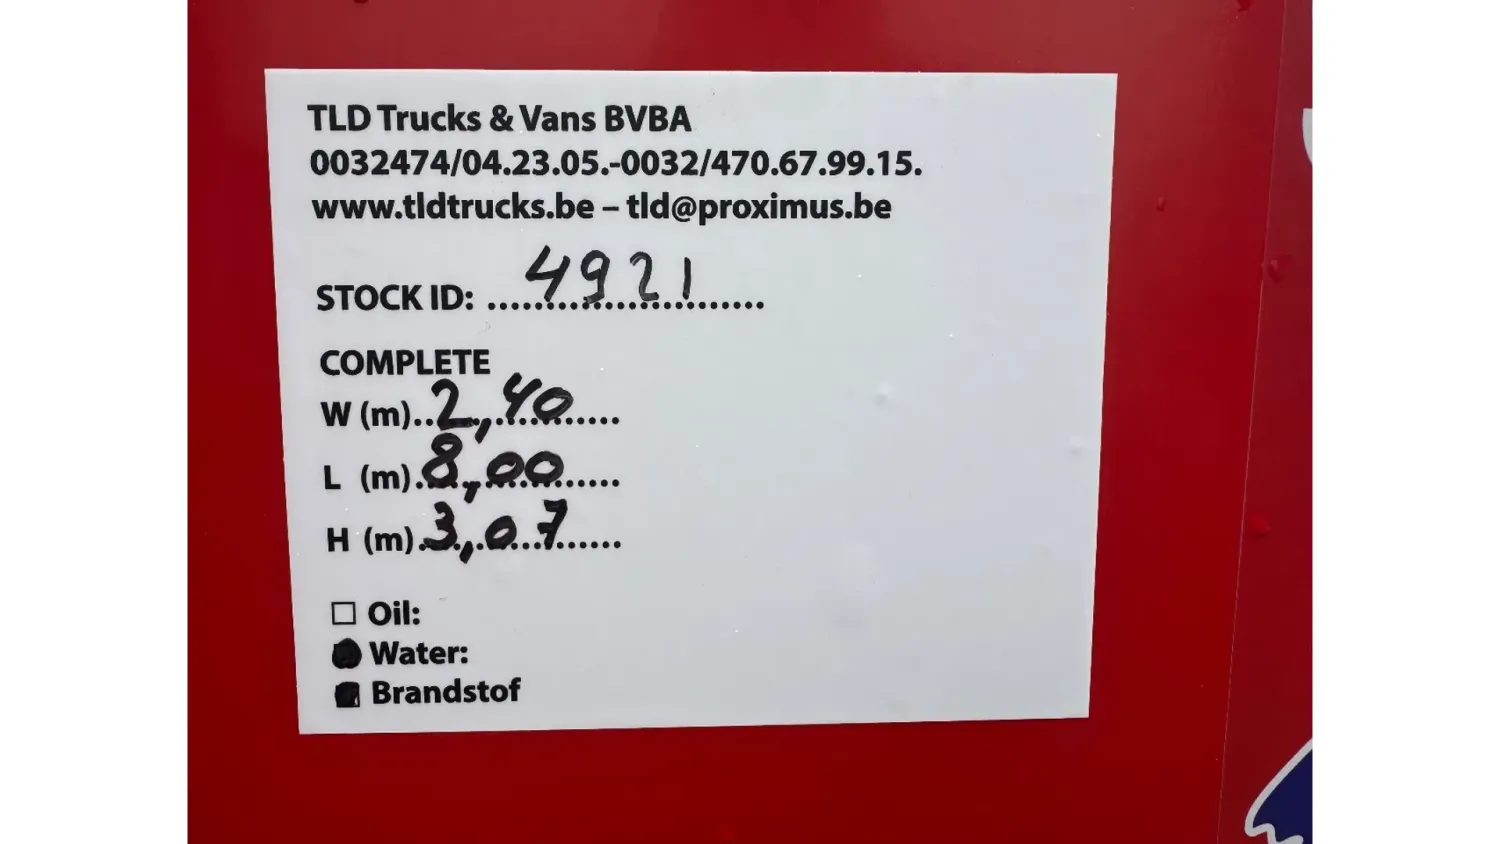 TLD Trucks & Vans BVBA
0032474/04.23.05.-0032/470.67.99.15.
www.tldtrucks.be – tld@proximus.be
STOCK ID: 4921
COMPLETE
W (m) 2,40
L (m) 8,00
H (m) 3,07
Oil:
Water:
Brandstof